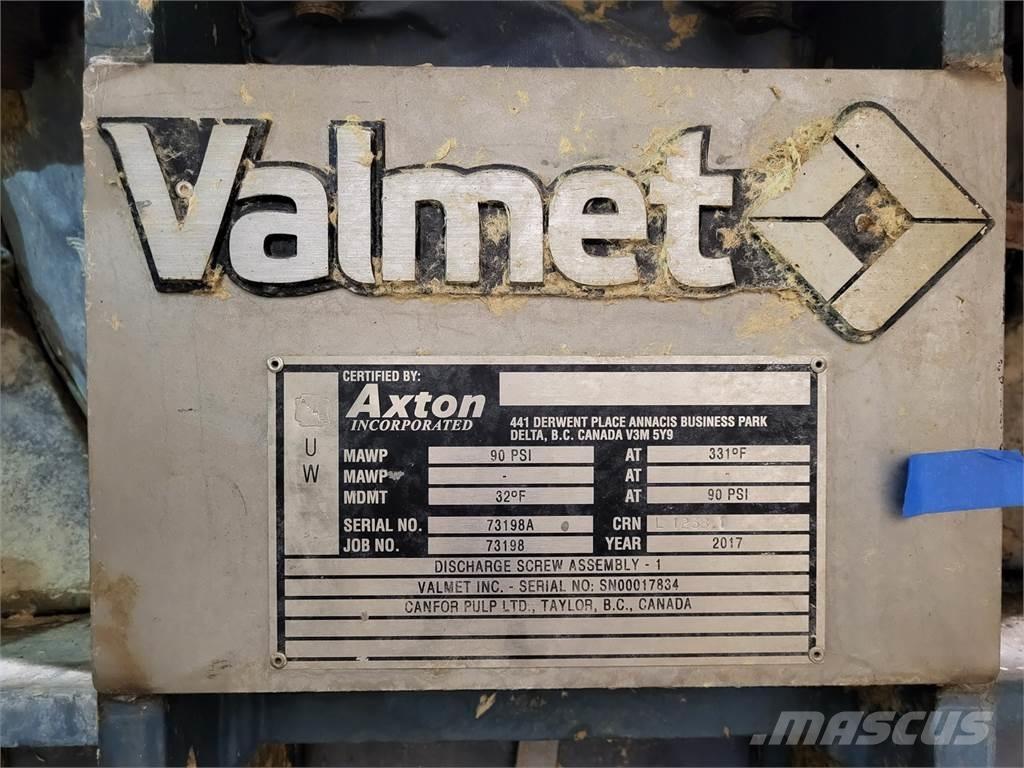 Valmet
CERTIFIED BY:
Axton
INCORPORATED
441 DERWENT PLACE ANNACIS BUSINESS PARK
DELTA, B.C. CANADA V3M 5Y9
U
W
MAWP 90 PSI AT 331ºF
MAWP - AT -
MDMT 32ºF AT 90 PSI
SERIAL NO. 73198A CRN
JOB NO. 73198 YEAR 2017
DISCHARGE SCREW ASSEMBLY - 1
VALMET INC. - SERIAL NO: SN00017834
CANFOR PULP LTD., TAYLOR, B.C., CANADA
MASCUS